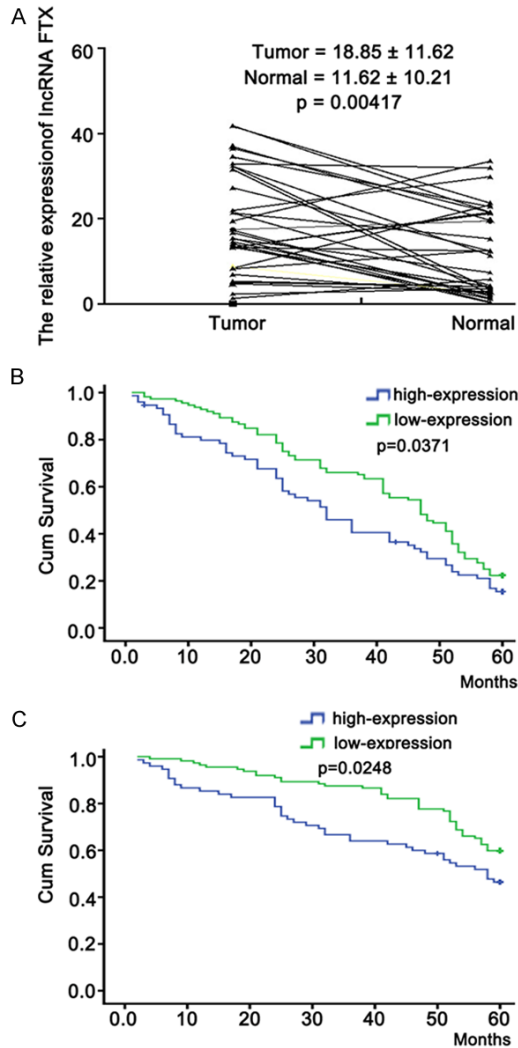 A
The relative expressionof lncRNA FTX
60
40
20
0
Tumor = 18.85 ± 11.62
Normal = 11.62 ± 10.21
p = 0.00417
Tumor
Normal
B
Cum Survival
1.0
0.8
0.6
0.4
0.2
0.0
high-expression
low-expression
p=0.0371
0.0 10 20 30 40 50 60
Months
C
high-expression
low-expression
p=0.0248
Cum Survival
1.0
0.8
0.6
0.4
0.2
0.0
0.0 10 20 30 40 50 60
Months